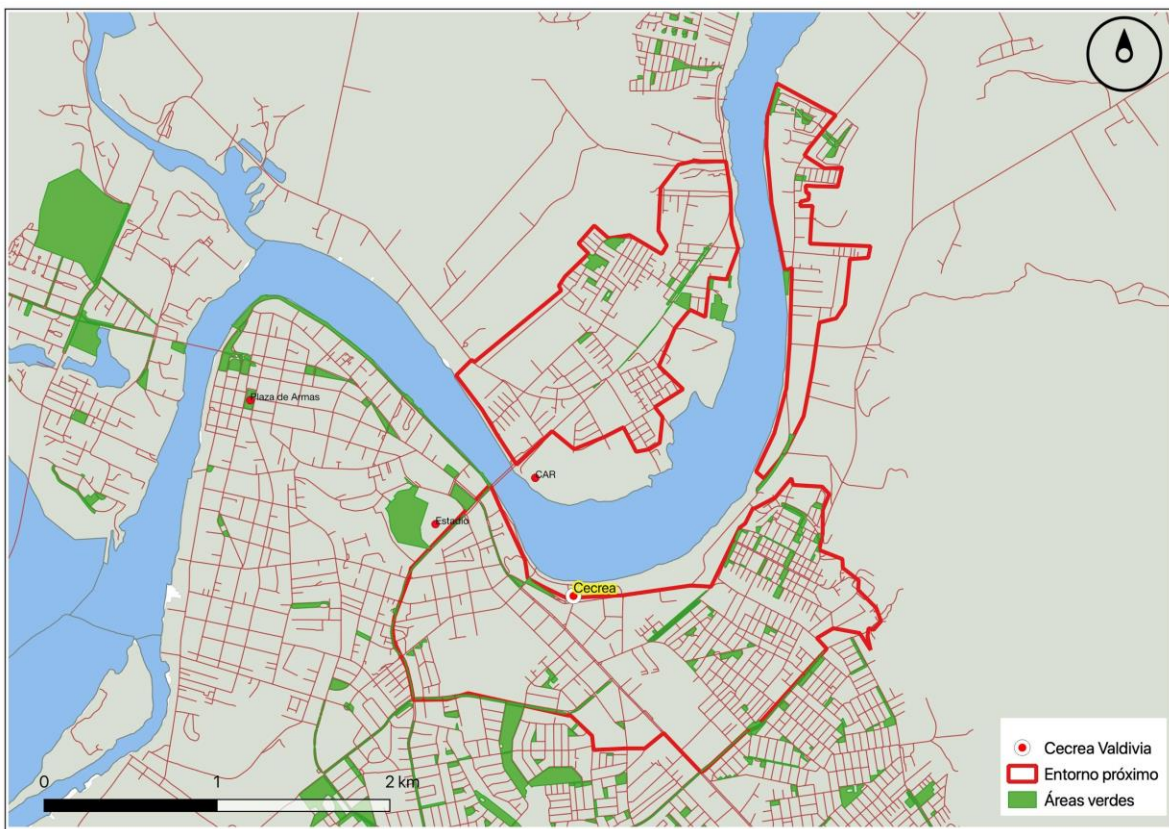 Plaza de Armas
CAR
Estadio
Cecrea
0 1 2 km
Cecrea Valdivia
Entorno próximo
Áreas verdes